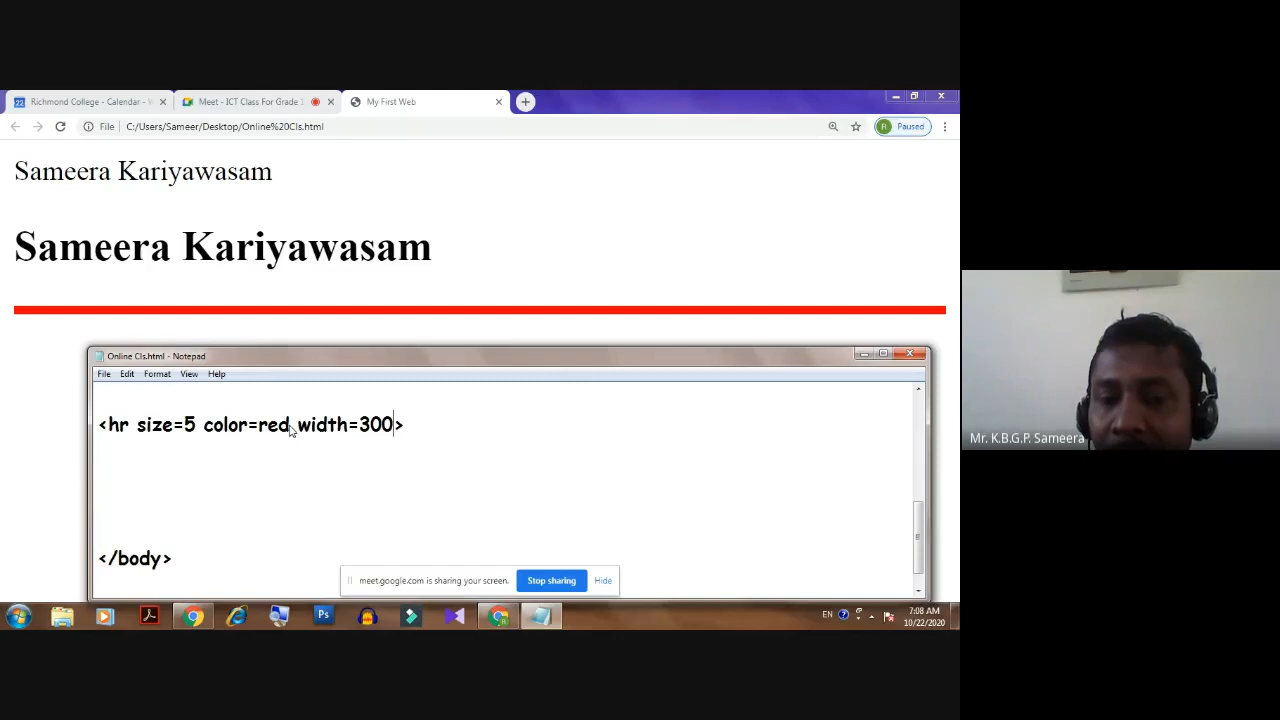 Richmond College - Calendar -
Meet - ICT Class For Grade
My First Web
File
C:/Users/Sameer/Desktop/Online%20Cls.html
R
Paused
Sameera Kariyawasam
Sameera Kariyawasam
Online Cls.html - Notepad
File Edit Format View Help
<hr size=5 color=red width=300>
</body>
meet.google.com is sharing your screen.
Stop sharing
Hide
Mr. K.B.G.P. Sameera
Ps
EN
7:08 AM
10/22/2020